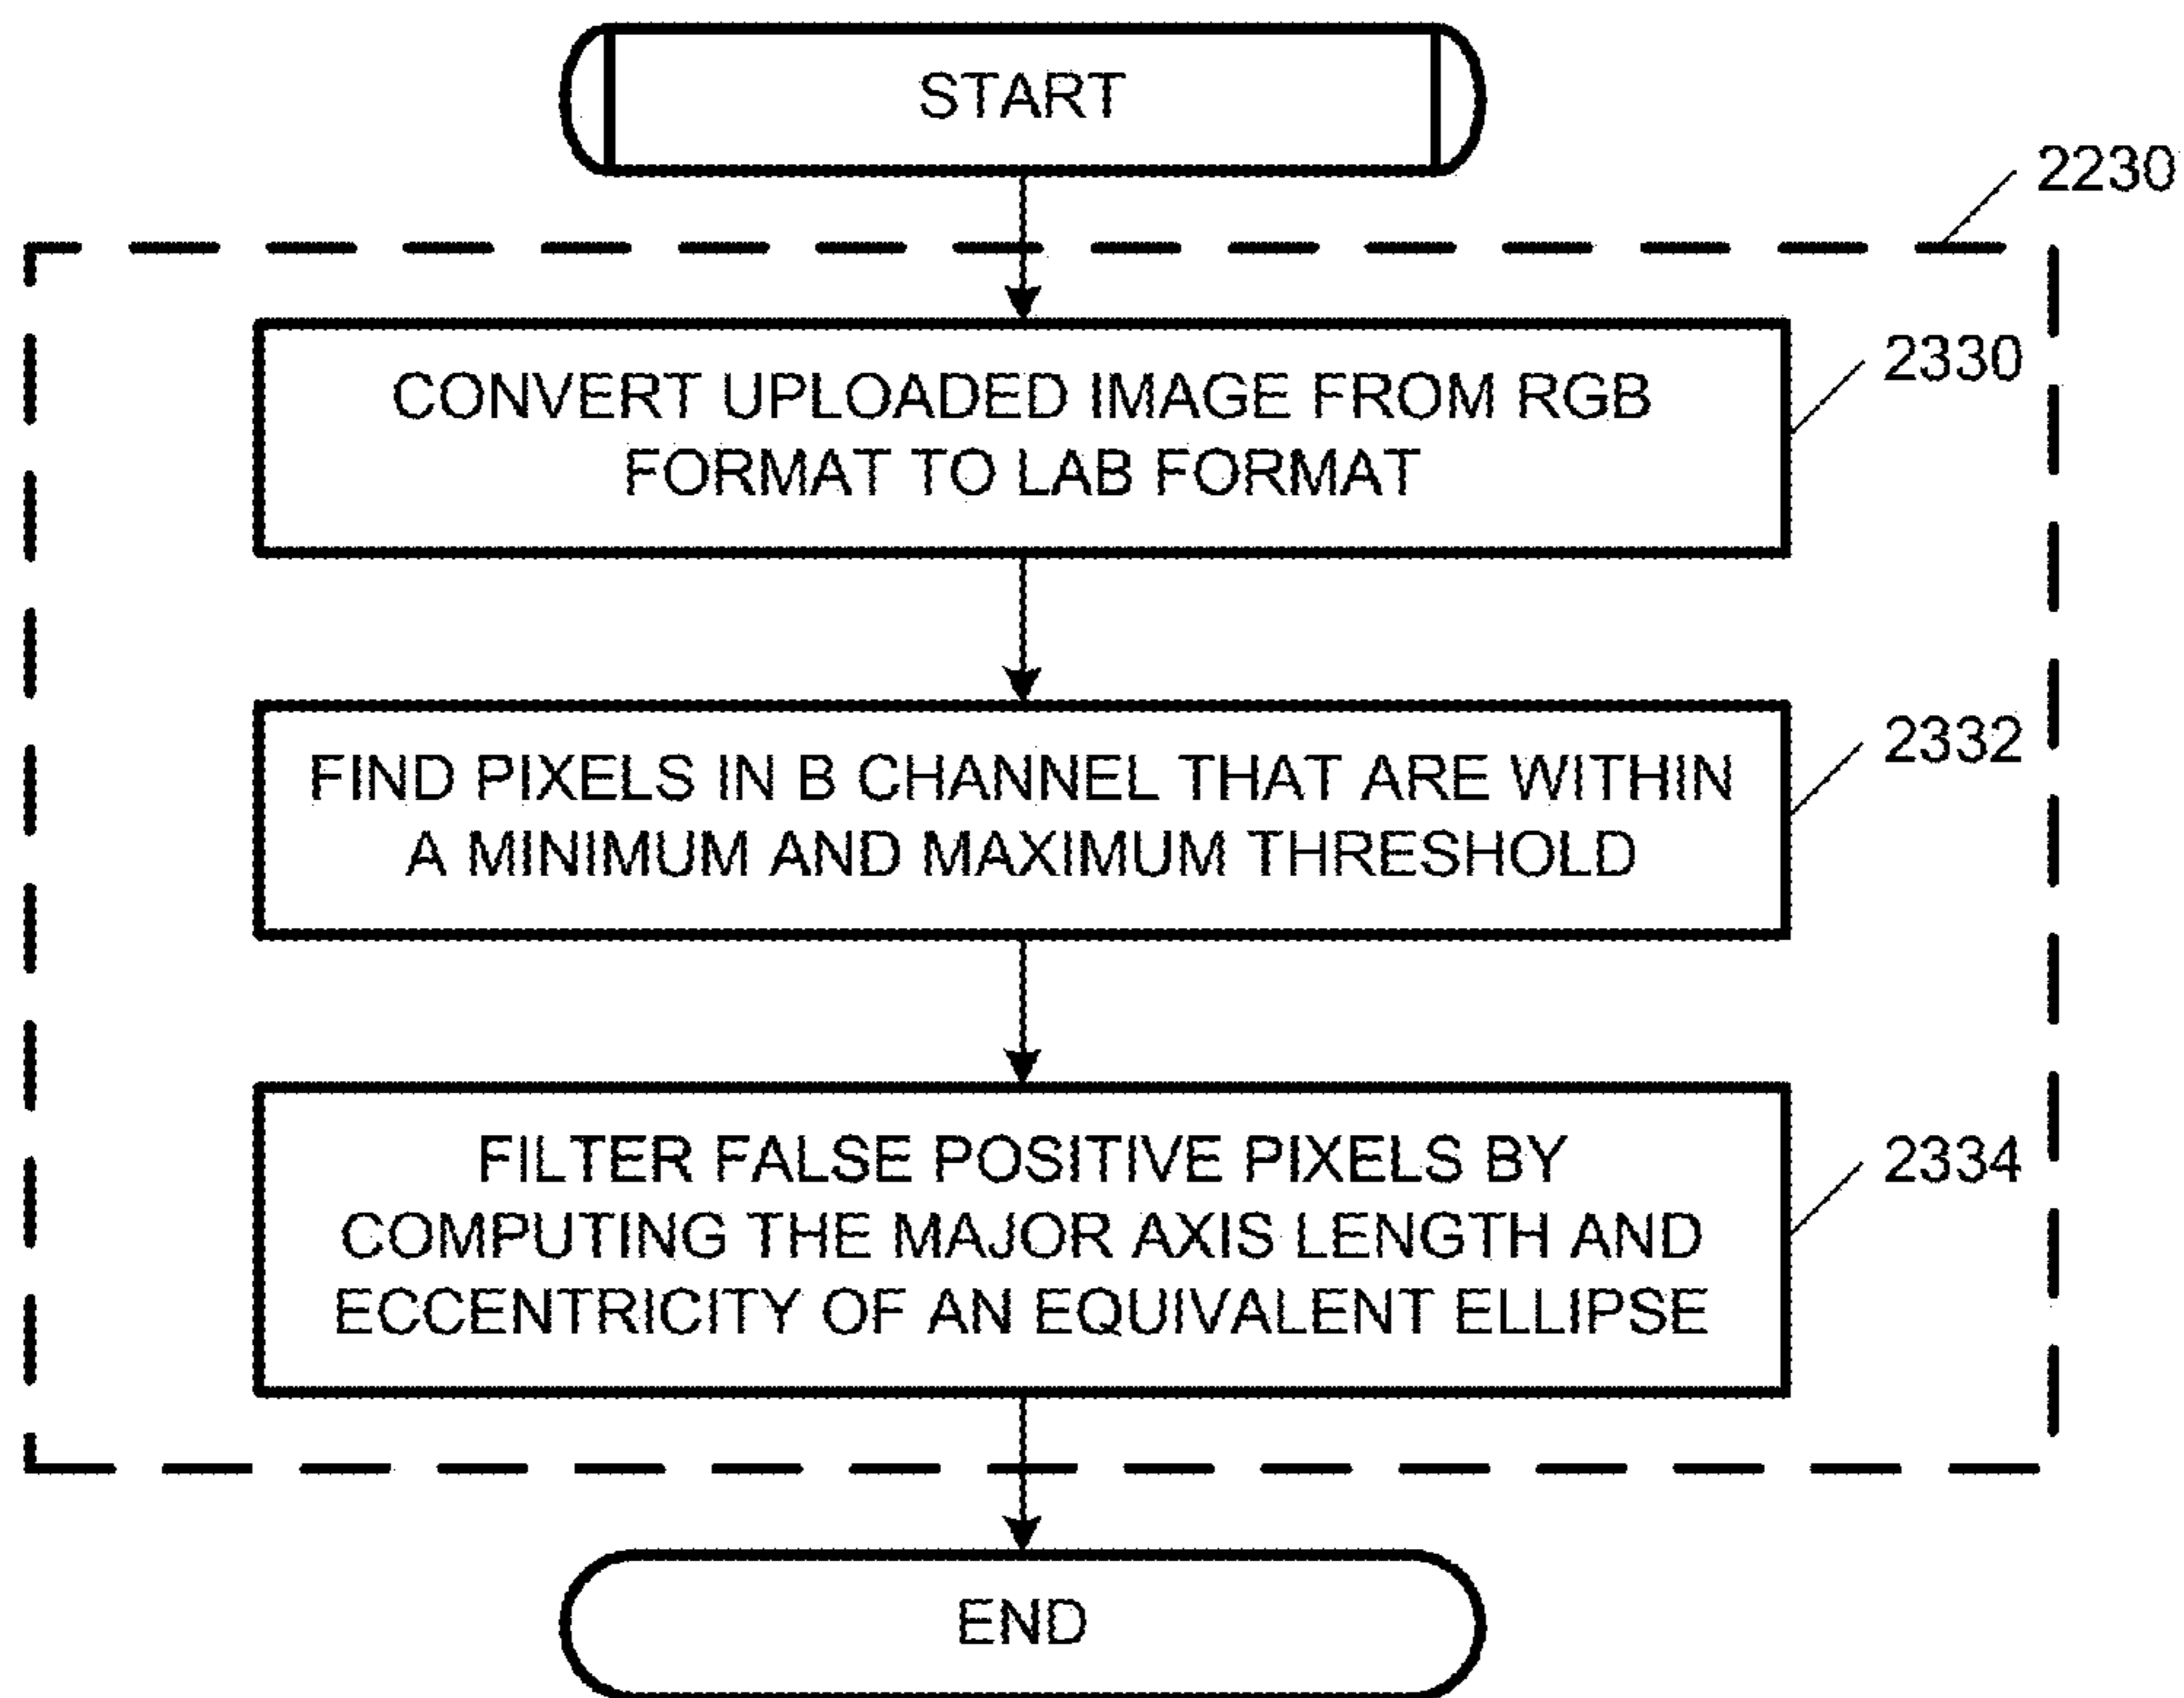 START
2230
CONVERT UPLOADED IMAGE FROM RGB
FORMAT TO LAB FORMAT
2330
FIND PIXELS IN B CHANNEL THAT ARE WITHIN
A MINIMUM AND MAXIMUM THRESHOLD
2332
FILTER FALSE POSITIVE PIXELS BY
COMPUTING THE MAJOR AXIS LENGTH AND
ECCENTRICITY OF AN EQUIVALENT ELLIPSE
2334
END